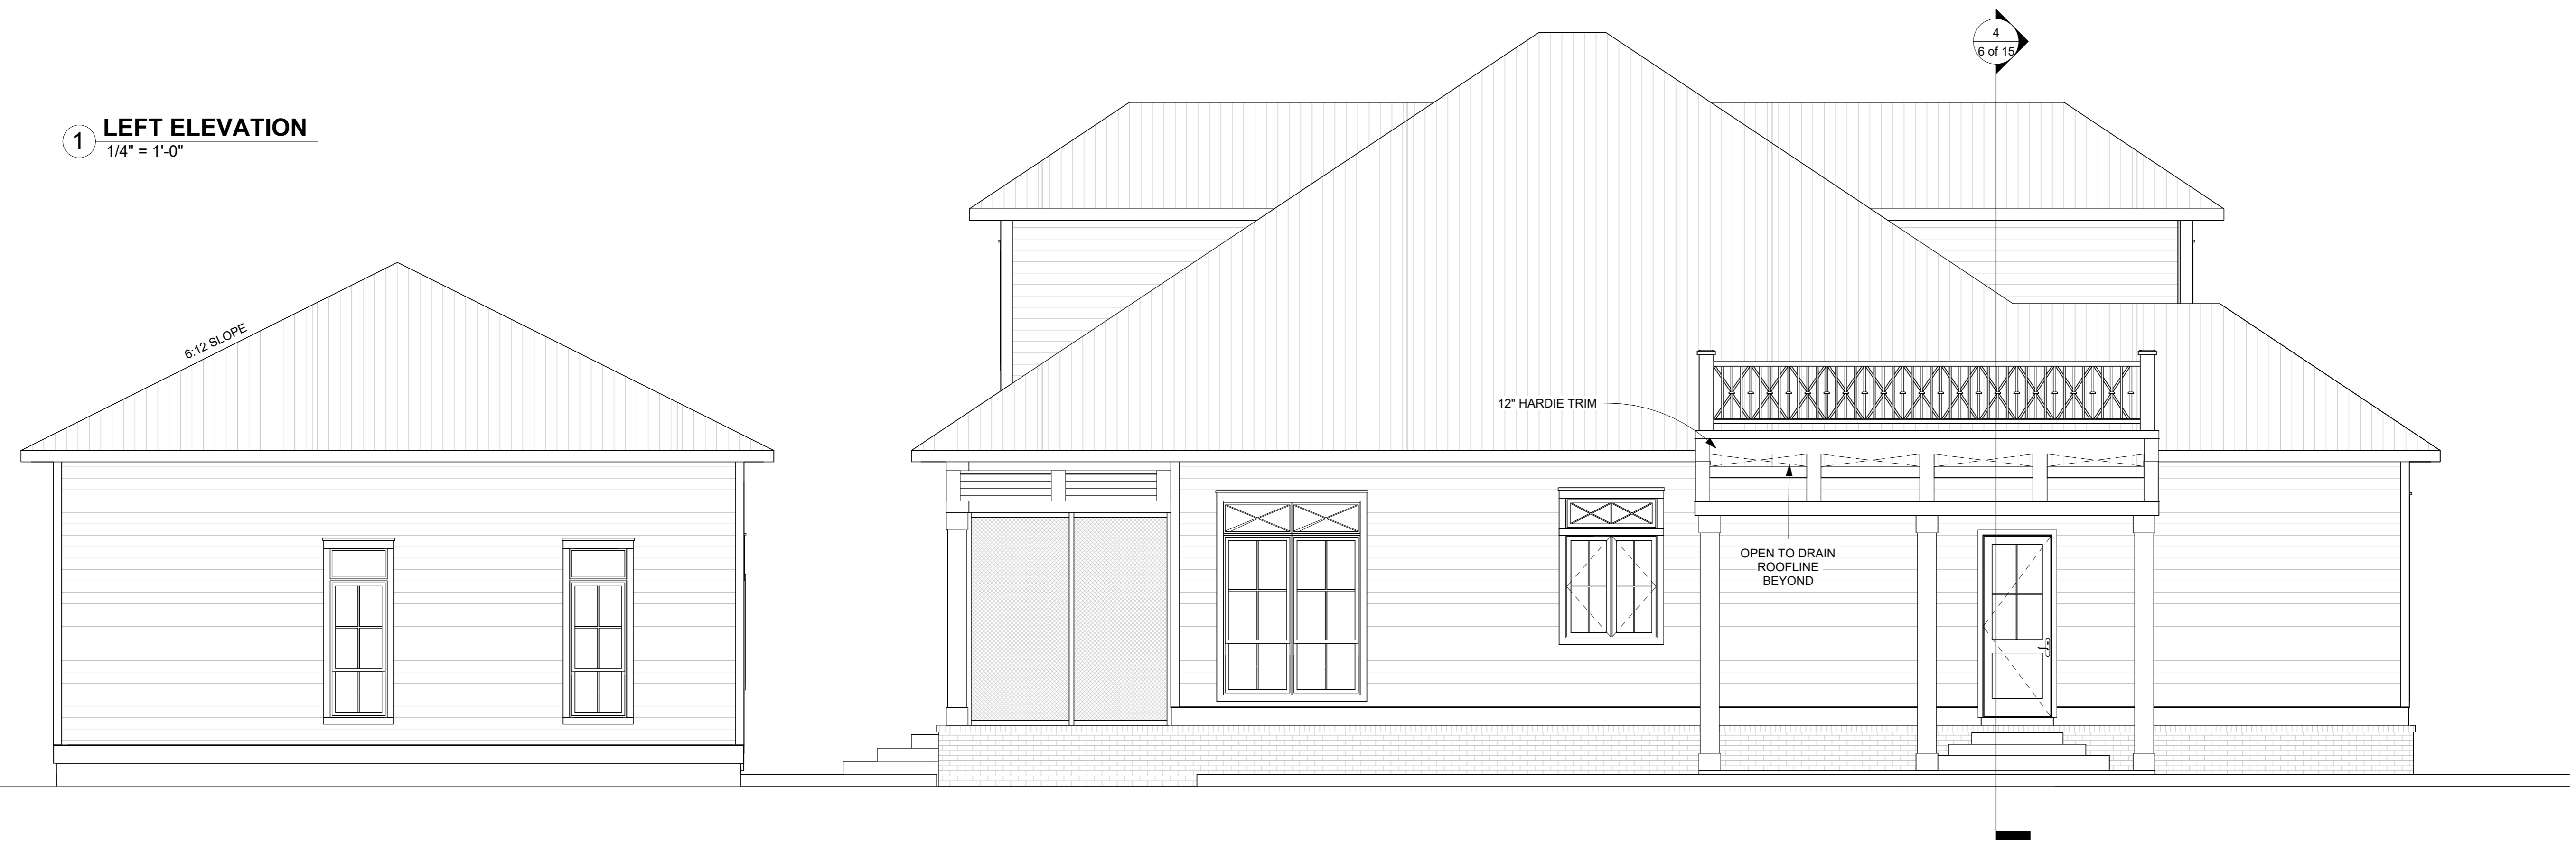 4
6 of 15
1
LEFT ELEVATION
1/4" = 1'-0"
6:12 SLOPE
12" HARDIE TRIM
OPEN TO DRAIN
ROOFLINE
BEYOND